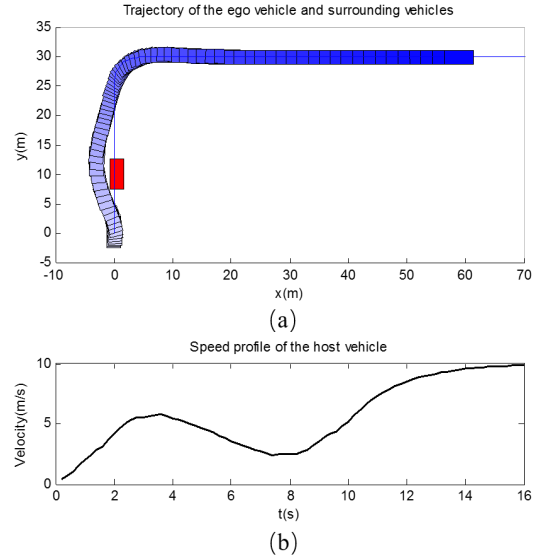 Trajectory of the ego vehicle and surrounding vehicles
35
30
25
20
15
10
5
0
-5
y(m)
-10 0 10 20 30 40 50 60 70
x(m)
(a)
Speed profile of the host vehicle
10
5
0
Velocity(m/s)
0 2 4 6 8 10 12 14 16
t(s)
(b)